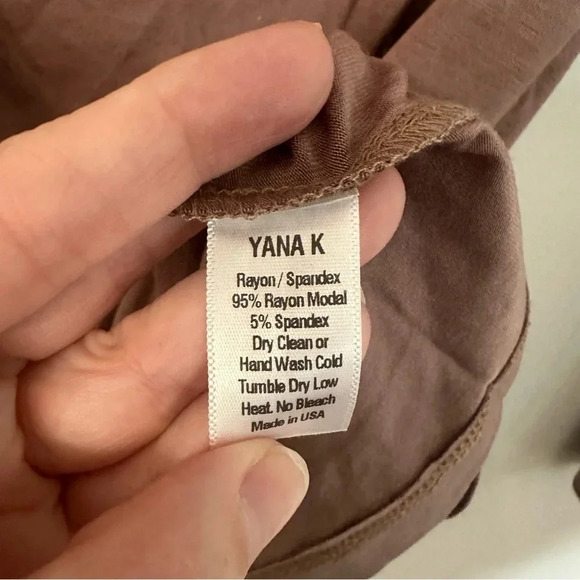 YANA K
Rayon/Spandex
95% Rayon Modal
5% Spandex
Dry Clean or
Hand Wash Cold
Tumble Dry Low
Heat. No Bleach
Made in USA